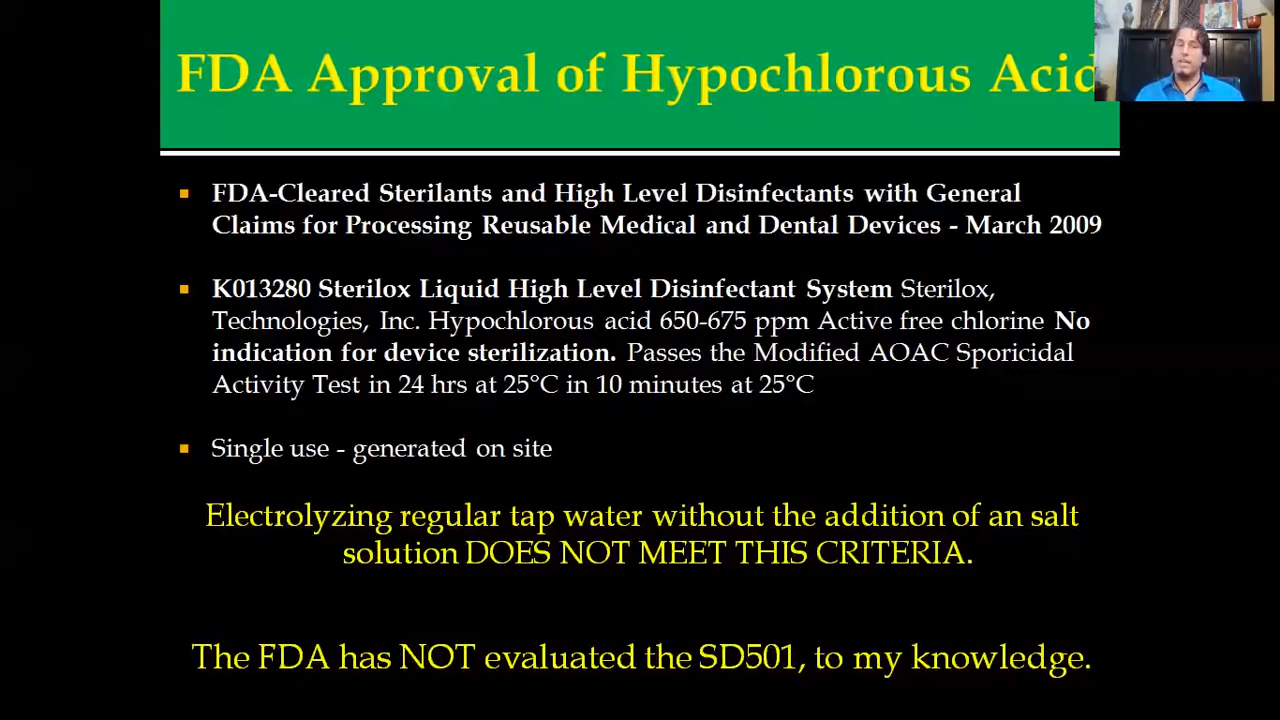 FDA Approval of Hypochlorous Acid
FDA-Cleared Sterilants and High Level Disinfectants with General
Claims for Processing Reusable Medical and Dental Devices - March 2009
K013280 Sterilox Liquid High Level Disinfectant System Sterilox,
Technologies, Inc. Hypochlorous acid 650-675 ppm Active free chlorine No
indication for device sterilization. Passes the Modified AOAC Sporicidal
Activity Test in 24 hrs at 25°C in 10 minutes at 25°C
Single use - generated on site
Electrolyzing regular tap water without the addition of an salt
solution DOES NOT MEET THIS CRITERIA.
The FDA has NOT evaluated the SD501, to my knowledge.